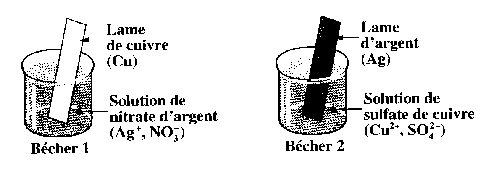 Lame
de cuivre
(Cu)
Solution de
nitrate d'argent
(Ag⁺, NO₃⁻)
Bécher 1
Lame
d'argent
(Ag)
Solution de
sulfate de cuivre
(Cu²⁺, SO₄²⁻)
Bécher 2